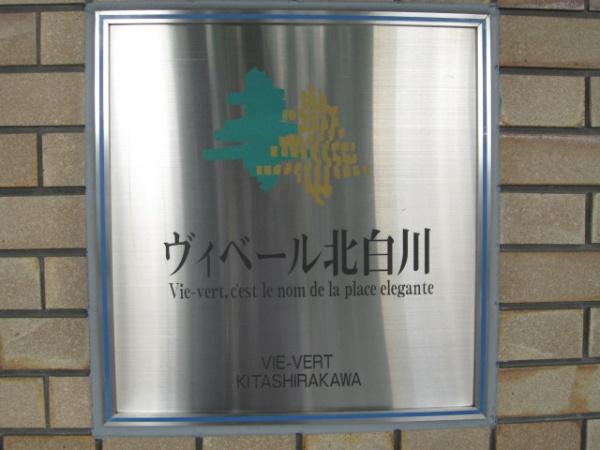 ヴィベール北白川
Vie-vert, c'est le nom de la place elegante
VIE-VERT
KITASHIRAKAWA